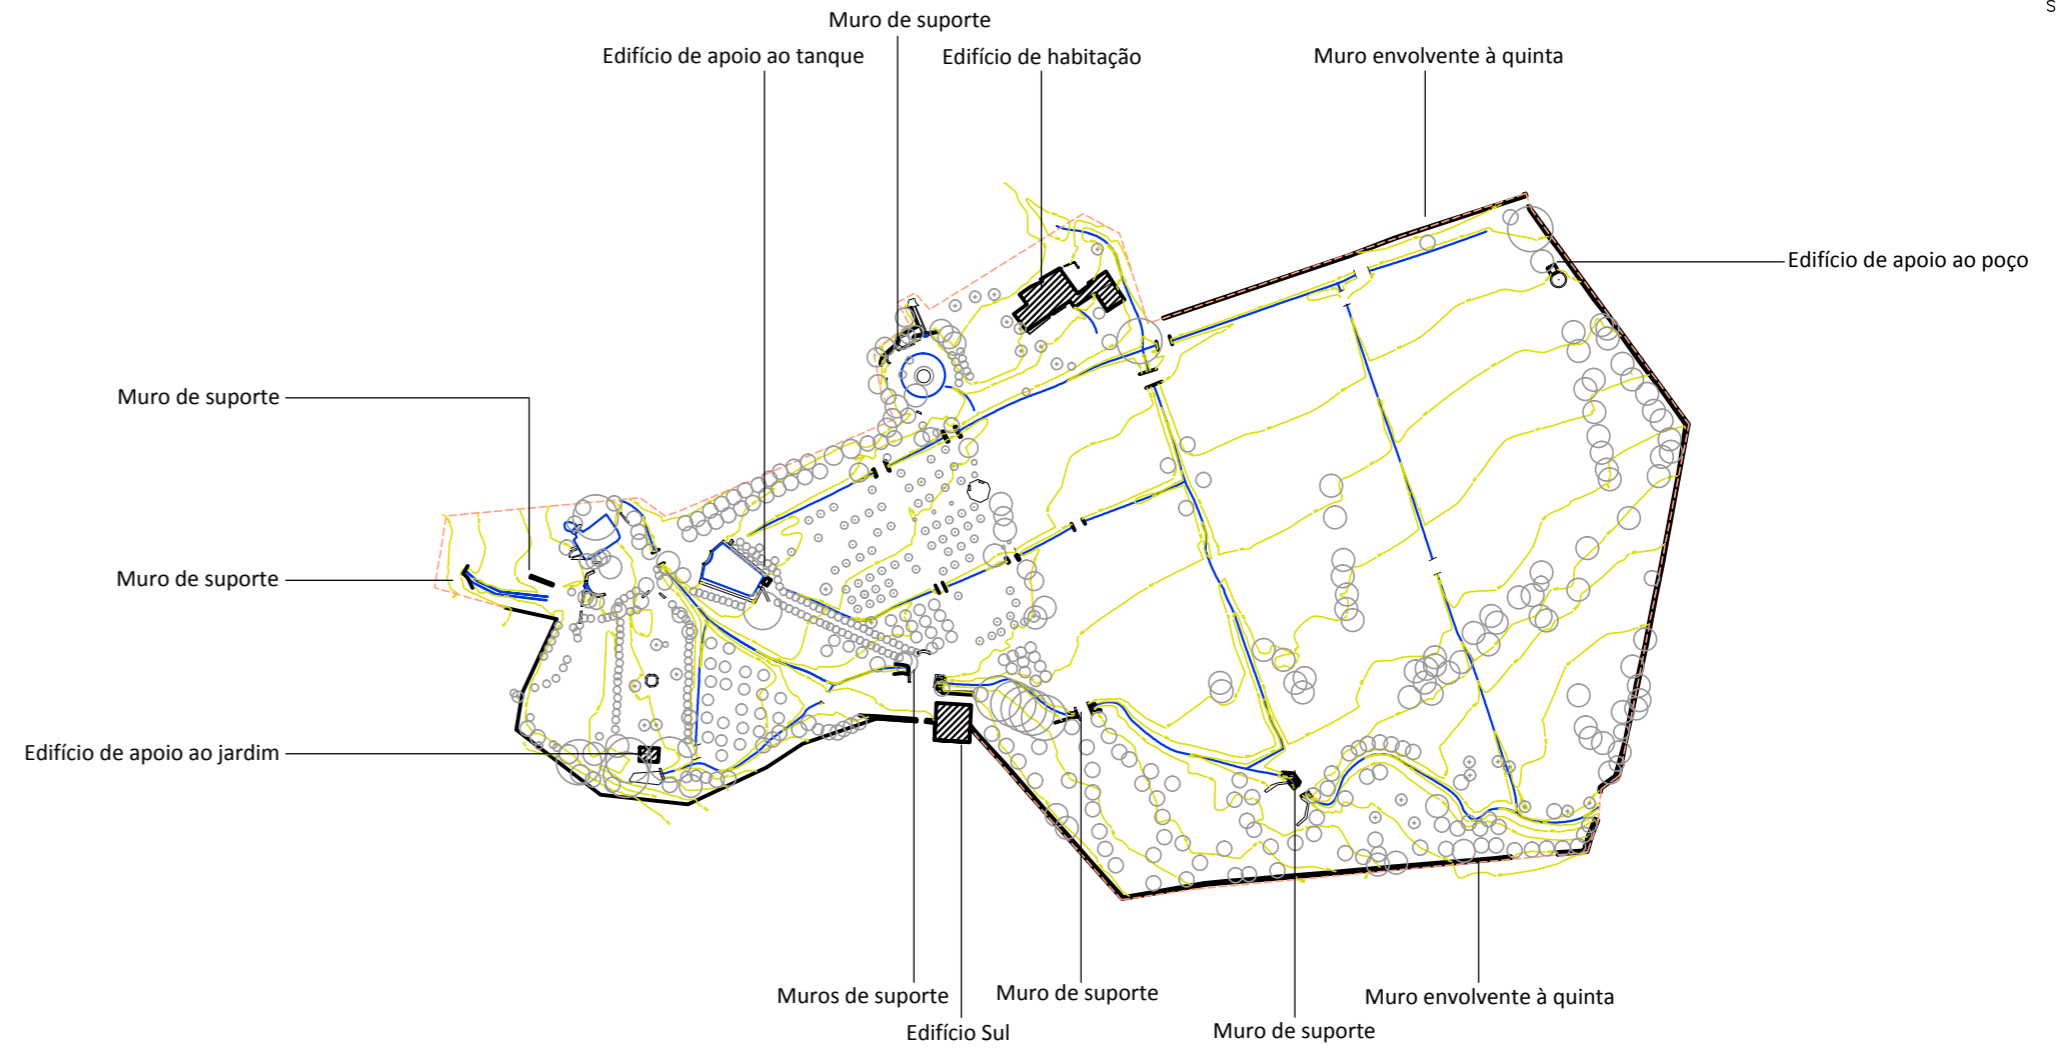 s
Muro de suporte
Edifício de apoio ao tanque
Edifício de habitação
Muro envolvente à quinta
Edifício de apoio ao poço
Muro de suporte
Muro de suporte
Edifício de apoio ao jardim
Muros de suporte
Muro de suporte
Muro envolvente à quinta
Edifício Sul
Muro de suporte